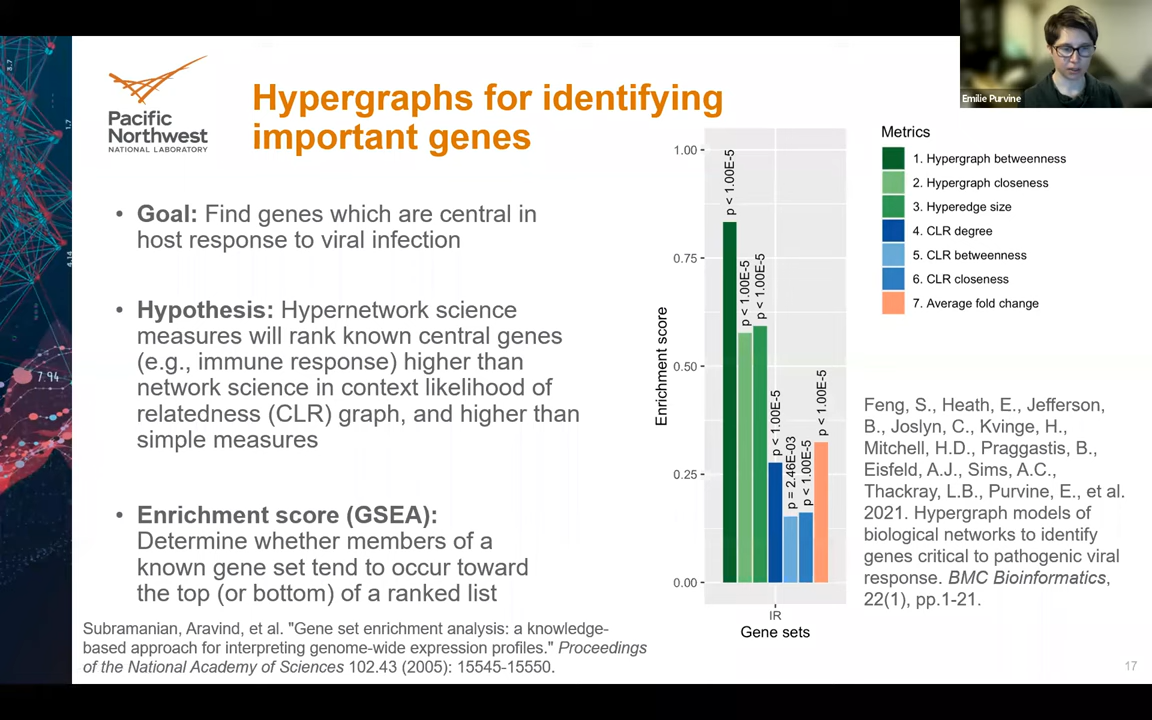 Emilie Purvine
Pacific
Northwest
NATIONAL LABORATORY
Hypergraphs for identifying
important genes
• Goal: Find genes which are central in
host response to viral infection
• Hypothesis: Hypernetwork science
measures will rank known central genes
(e.g., immune response) higher than
network science in context likelihood of
relatedness (CLR) graph, and higher than
simple measures
• Enrichment score (GSEA):
Determine whether members of a
known gene set tend to occur toward
the top (or bottom) of a ranked list
Subramanian, Aravind, et al. "Gene set enrichment analysis: a knowledge-
based approach for interpreting genome-wide expression profiles." Proceedings
of the National Academy of Sciences 102.43 (2005): 15545-15550.
Enrichment score
1.00
0.75
0.50
0.25
0.00
p < 1.00E-5
p < 1.00E-5
p < 1.00E-5
p < 1.00E-5
p = 2.46E-03
p < 1.00E-5
p < 1.00E-5
IR
Gene sets
Metrics
1. Hypergraph betweenness
2. Hypergraph closeness
3. Hyperedge size
4. CLR degree
5. CLR betweenness
6. CLR closeness
7. Average fold change
Feng, S., Heath, E., Jefferson,
B., Joslyn, C., Kvinge, H.,
Mitchell, H.D., Praggastis, B.,
Eisfeld, A.J., Sims, A.C.,
Thackray, L.B., Purvine, E., et al.
2021. Hypergraph models of
biological networks to identify
genes critical to pathogenic viral
response. BMC Bioinformatics,
22(1), pp.1-21.
17
3.7
1.7
4.14
7.94